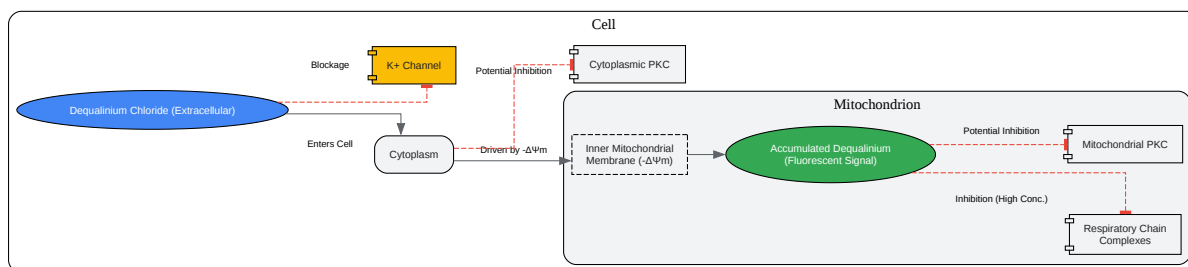 Cell
Blockage
K+ Channel
Potential Inhibition
Cytoplasmic PKC
Dequalinium Chloride (Extracellular)
Enters Cell
Cytoplasm
Driven by -ΔΨm
Mitochondrion
Inner Mitochondrial
Membrane (-ΔΨm)
Accumulated Dequalinium
(Fluorescent Signal)
Potential Inhibition
Mitochondrial PKC
Inhibition (High Conc.)
Respiratory Chain
Complexes